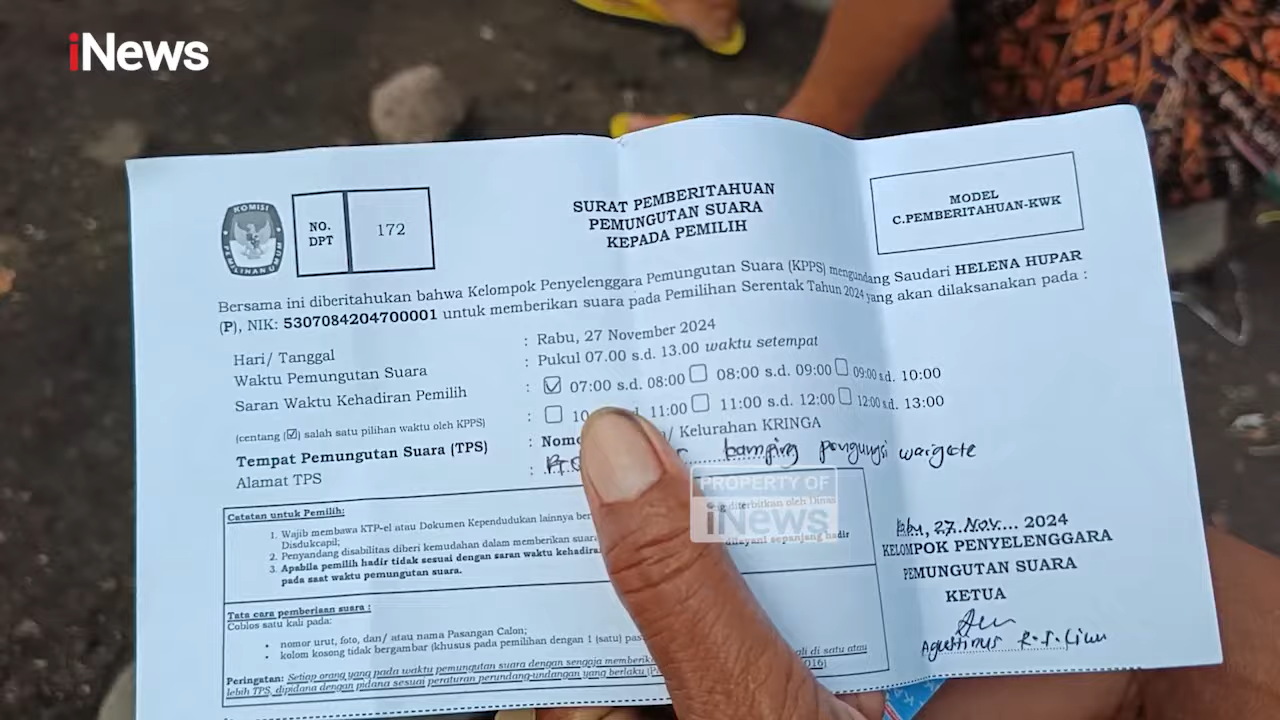 iNews
KOMISI
PEMILIHAN UMUM
NO. DPT
172
SURAT PEMBERITAHUAN
PEMUNGUTAN SUARA
KEPADA PEMILIH
MODEL
C.PEMBERITAHUAN-KWK
Bersama ini diberitahukan bahwa Kelompok Penyelenggara Pemungutan Suara (KPPS) mengundang Saudari HELENA HUPAR
(P), NIK: 5307084204700001 untuk memberikan suara pada Pemilihan Serentak Tahun 2024 yang akan dilaksanakan pada :
Hari/ Tanggal : Rabu, 27 November 2024
Waktu Pemungutan Suara : Pukul 07.00 s.d. 13.00 waktu setempat
Saran Waktu Kehadiran Pemilih : ☑ 07:00 s.d. 08:00 ☐ 08:00 s.d. 09:00 ☐ 09:00 s.d. 10:00
(centang (☑) salah satu pilihan waktu oleh KPPS) : ☐ 10 11:00 ☐ 11:00 s.d. 12:00 ☐ 12:00 s.d. 13:00
Tempat Pemungutan Suara (TPS) : / Kelurahan KRINGA
Alamat TPS : pengungsi
Catatan untuk Pemilih:
1. Wajib membawa KTP-el atau Dokumen Kependudukan lainnya diterbitkan oleh Dinas
Disdukcapil;
2. Penyandang disabilitas diberi kemudahan dalam memberikan
3. Apabila pemilih hadir tidak sesuai dengan saran waktu dilayani sepanjang hadir
pada saat waktu pemungutan suara.
Tata cara pemberian suara :
Coblos satu kali pada:
• nomor urut, foto, dan/ atau nama Pasangan Calon;
• kolom kosong tidak bergambar (khusus pada pemilihan dengan 1 (satu)
Peringatan: Setiap orang yang pada waktu pemungutan suara dengan sengaja di satu atau
lebih TPS, dipidana dengan pidana sesuai peraturan perundang-undangan yang berlaku
27 Nov 2024
KELOMPOK PENYELENGGARA
PEMUNGUTAN SUARA
KETUA
Agustinus
PROPERTY OF
iNews